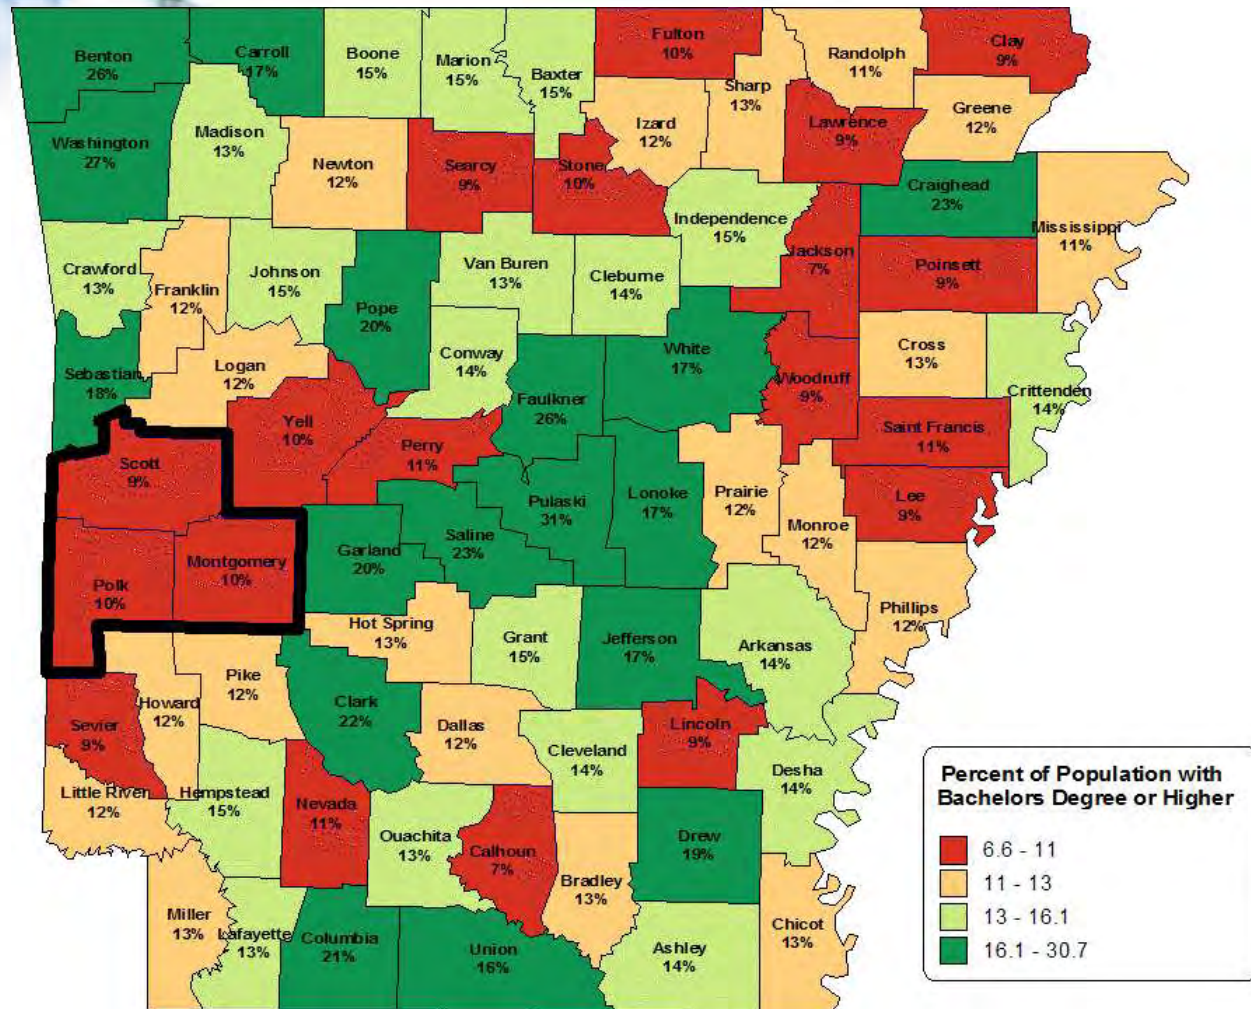 Benton
26%
Carroll
17%
Boone
15%
Marion
15%
Baxter
15%
Fulton
10%
Randolph
11%
Clay
9%
Sharp
13%
Greene
12%
Izard
12%
Lawrence
9%
Washington
27%
Madison
13%
Newton
12%
Searcy
9%
Stone
10%
Craighead
23%
Independence
15%
Mississippi
11%
Jackson
7%
Poinsett
9%
Crawford
13%
Franklin
12%
Johnson
15%
Van Buren
13%
Cleburne
14%
Pope
20%
White
17%
Cross
13%
Conway
14%
Logan
12%
Sebastian
18%
Woodruff
9%
Crittenden
14%
Faulkner
26%
Yell
10%
Perry
11%
Saint Francis
11%
Scott
9%
Pulaski
31%
Lonoke
17%
Prairie
12%
Lee
9%
Monroe
12%
Saline
23%
Garland
20%
Montgomery
10%
Polk
10%
Phillips
12%
Hot Spring
13%
Grant
15%
Jefferson
17%
Arkansas
14%
Pike
12%
Howard
12%
Clark
22%
Sevier
9%
Dallas
12%
Lincoln
9%
Cleveland
14%
Desha
14%
Little River
12%
Hempstead
15%
Nevada
11%
Ouachita
13%
Calhoun
7%
Drew
19%
Bradley
13%
Miller
13%
Lafayette
13%
Columbia
21%
Union
16%
Ashley
14%
Chicot
13%
Percent of Population with
Bachelors Degree or Higher
6.6 - 11
11 - 13
13 - 16.1
16.1 - 30.7